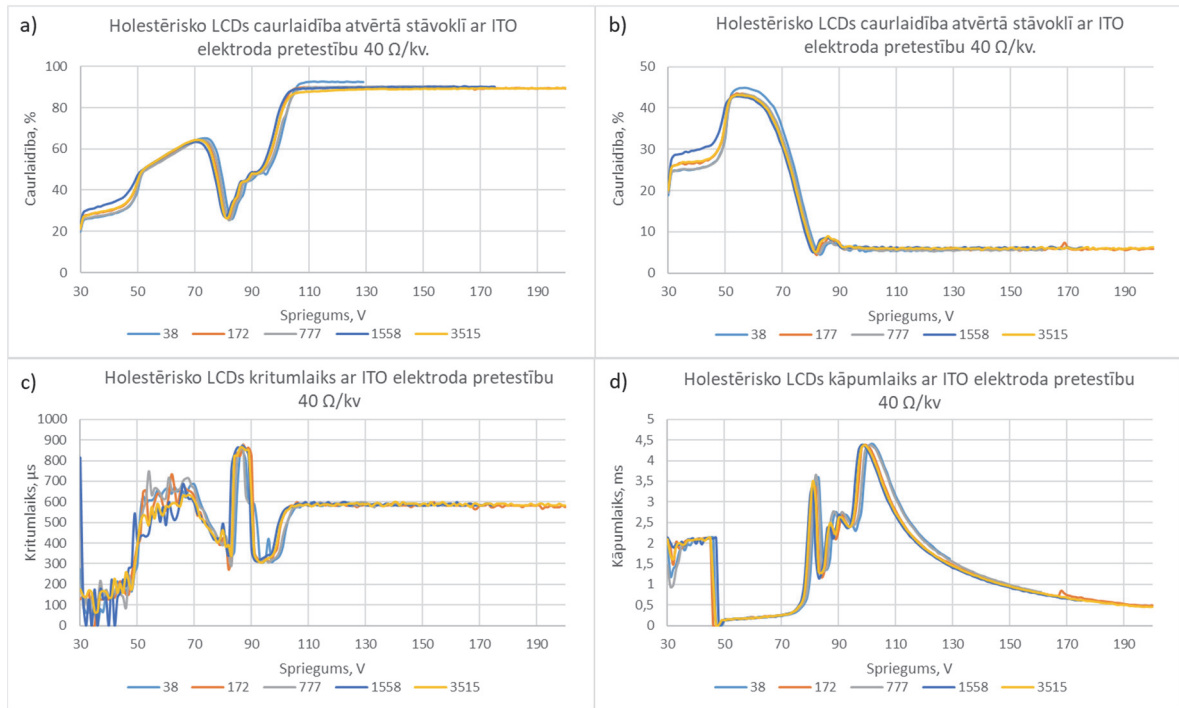 a)
Holestērisko LCDs caurlaidība atvērtā stāvoklī ar ITO
elektroda pretestību 40 Ω/kv.
Caurlaidība, %
100
80
60
40
20
0
30 50 70 90 110 130 150 170 190
Spriegums, V
38 172 777 1558 3515
b)
Holestērisko LCDs caurlaidība atvērtā stāvoklī ar ITO
elektroda pretestību 40 Ω/kv.
Caurlaidība, %
50
40
30
20
10
0
30 50 70 90 110 130 150 170 190
Spriegums, V
38 177 777 1558 3515
c)
Holestērisko LCDs kritumlaiks ar ITO elektroda pretestību
40 Ω/kv
Kritumlaiks, µs
1000
900
800
700
600
500
400
300
200
100
0
30 50 70 90 110 130 150 170 190
Spriegums, V
38 172 777 1558 3515
d)
Holestērisko LCDs kāpumlaiks ar ITO elektroda pretestību
40 Ω/kv
Kāpumlaiks, ms
5
4,5
4
3,5
3
2,5
2
1,5
1
0,5
0
30 50 70 90 110 130 150 170 190
Spriegums, V
38 172 777 1558 3515